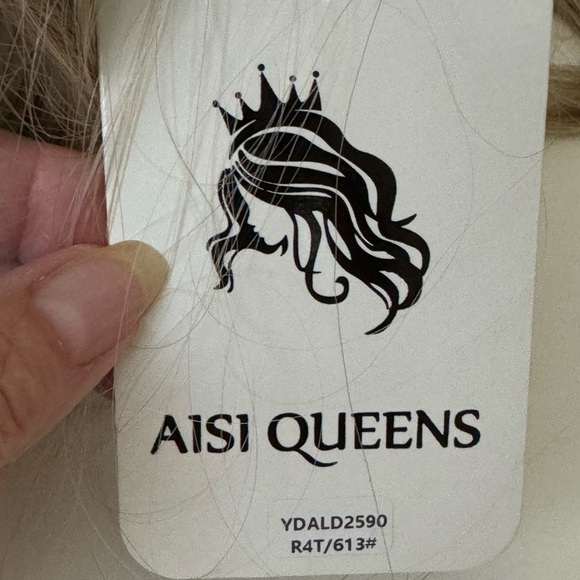 AISI QUEENS
YDALD2590
R4T/613#